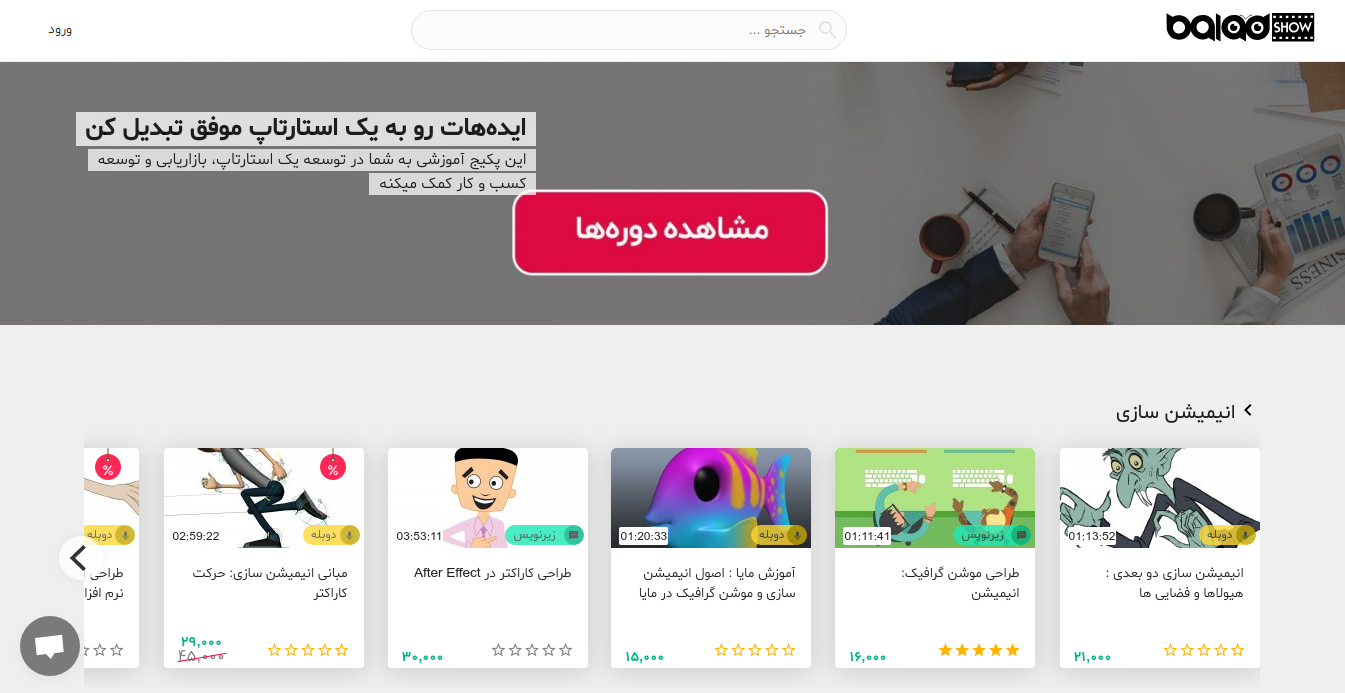 balad SHOW
جستجو ...
ورود
ایده‌هات رو به یک استارتاپ موفق تبدیل کن
این پکیج آموزشی به شما در توسعه یک استارتاپ، بازاریابی و توسعه
کسب و کار کمک میکنه
مشاهده دوره‌ها
انیمیشن سازی
دوبله
01:13:52
انیمیشن سازی دو بعدی :
هیولاها و فضایی ها
۲۱,۰۰۰
زیرنویس
01:11:41
طراحی موشن گرافیک:
انیمیشن
۱۶,۰۰۰
دوبله
01:20:33
آموزش مایا : اصول انیمیشن
سازی و موشن گرافیک در مایا
۱۵,۰۰۰
زیرنویس
03:53:11
طراحی کاراکتر در After Effect
۳۰,۰۰۰
%
دوبله
02:59:22
مبانی انیمیشن سازی: حرکت
کاراکتر
۲۹,۰۰۰
۴۵,۰۰۰
%
دوبله
طراحی
نرم افزا